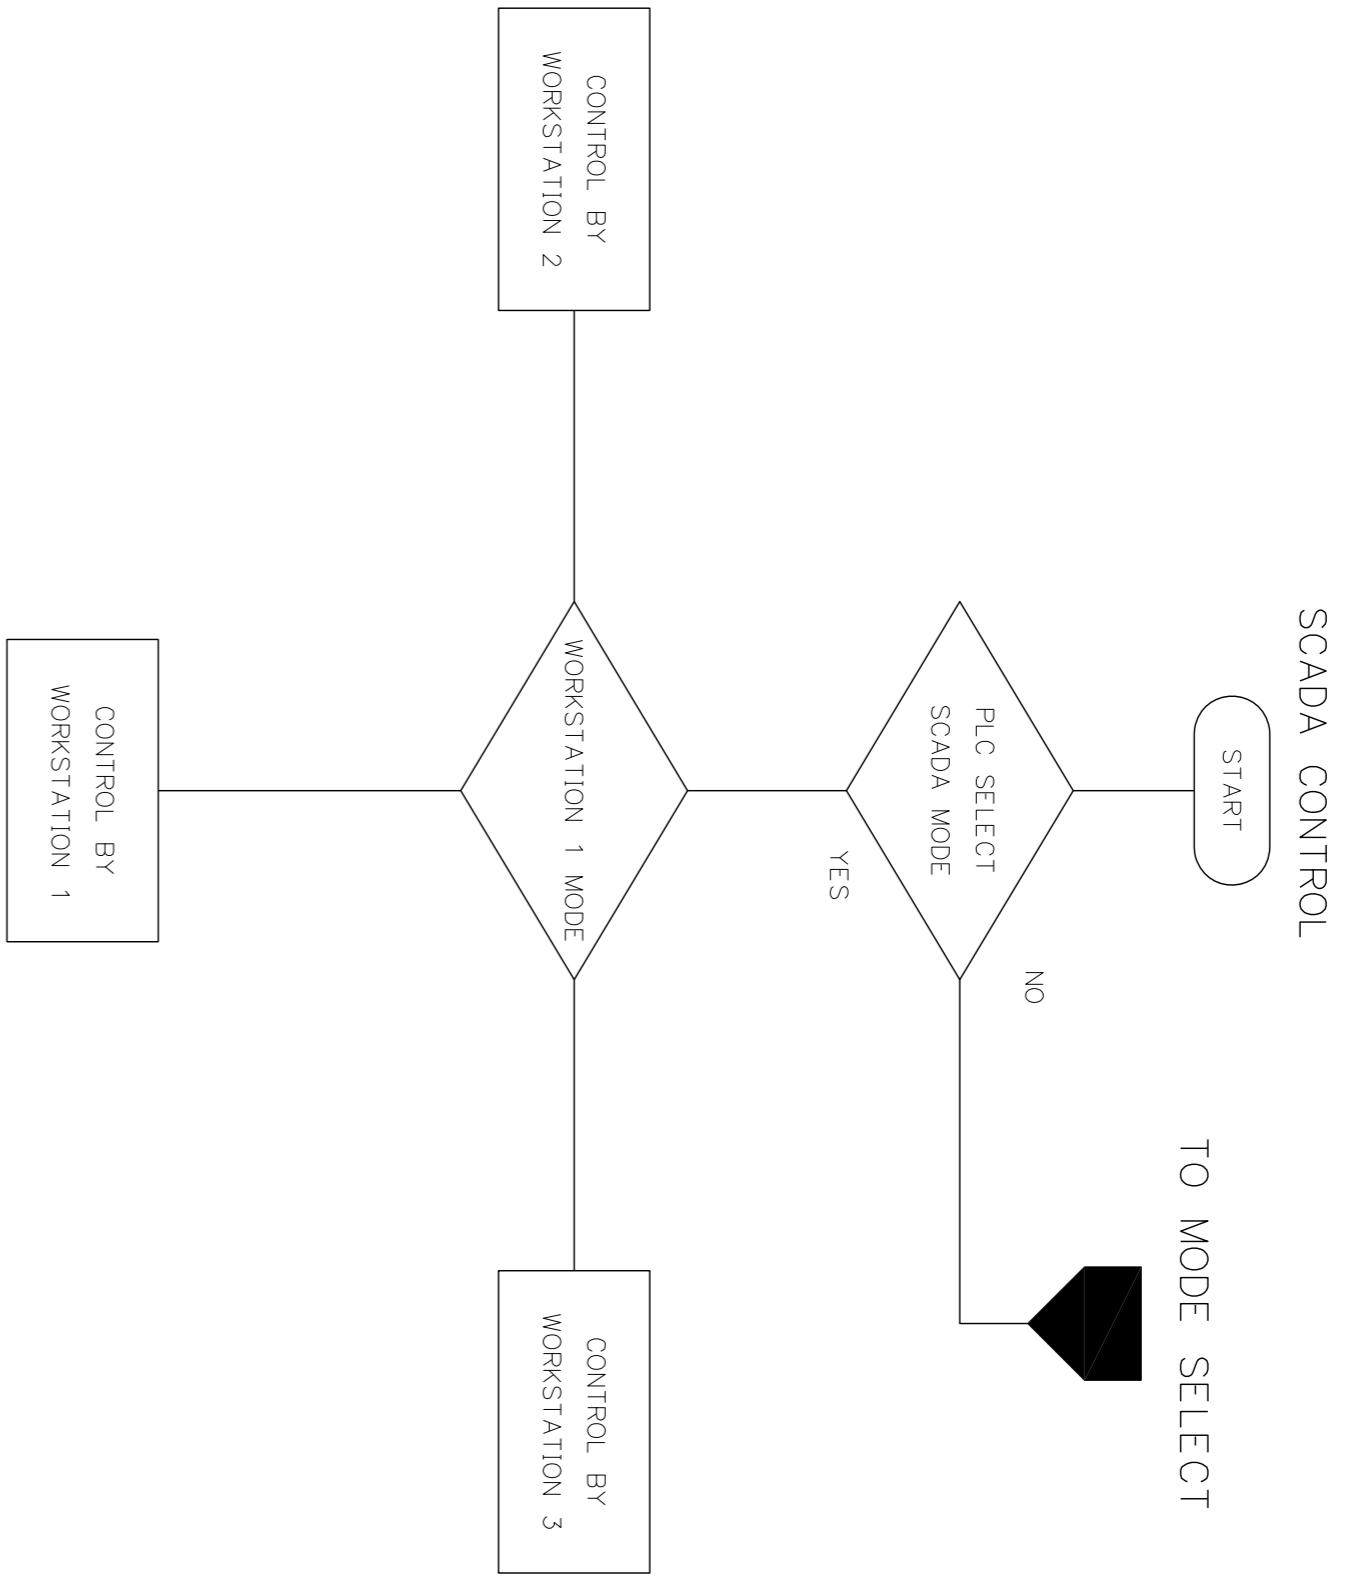 SCADA CONTROL
START
TO MODE SELECT
PLC SELECT
SCADA MODE
NO
YES
CONTROL BY
WORKSTATION 2
WORKSTATION 1 MODE
CONTROL BY
WORKSTATION 3
CONTROL BY
WORKSTATION 1